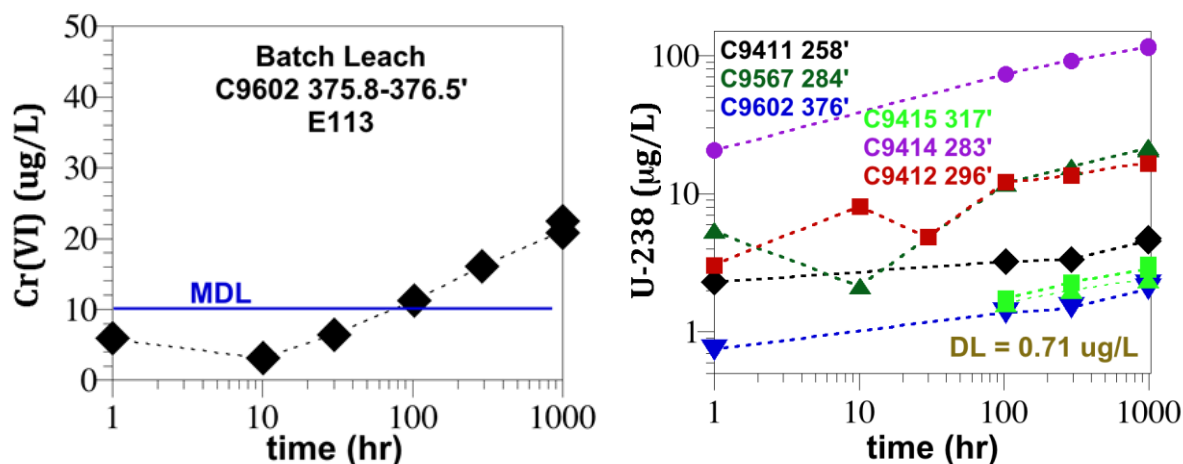 50
40
30
20
10
0
Cr(VI) (ug/L)
Batch Leach
C9602 375.8-376.5'
E113
MDL
1 10 100 1000
time (hr)
100
10
1
U-238 (µg/L)
C9411 258'
C9567 284'
C9602 376'
C9415 317'
C9414 283'
C9412 296'
DL = 0.71 ug/L
1 10 100 1000
time (hr)